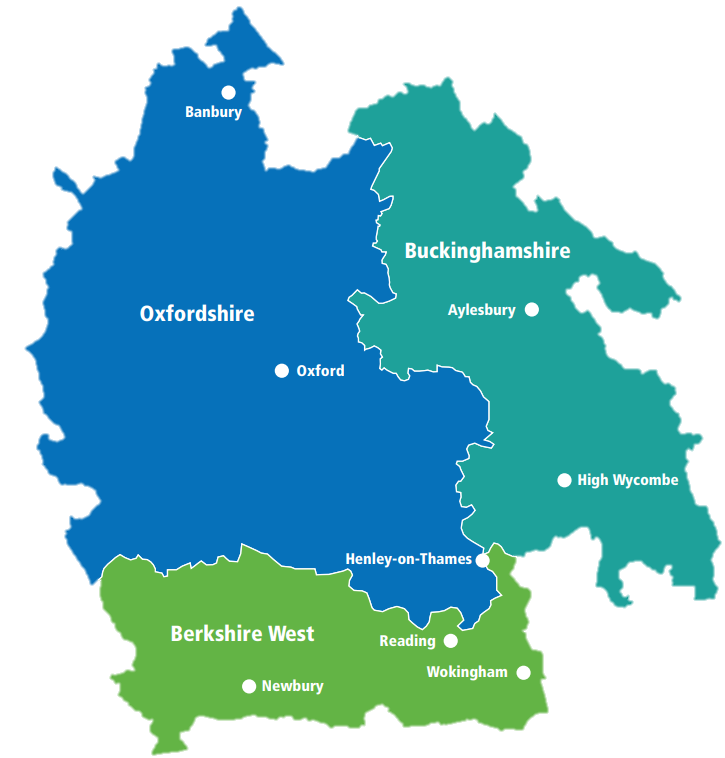 Banbury
Buckinghamshire
Oxfordshire
Aylesbury
Oxford
High Wycombe
Henley-on-Thames
Berkshire West
Reading
Wokingham
Newbury